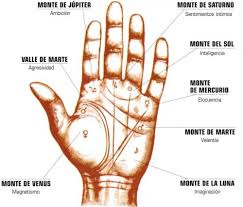 MONTE DE JÚPITER
Ambición
MONTE DE SATURNO
Sentimientos íntimos
MONTE DEL SOL
Inteligencia
VALLE DE MARTE
Agresividad
MONTE
DE MERCURIO
Elocuencia
MONTE DE MARTE
Valentía
MONTE DE VENUS
Magnetismo
MONTE DE LA LUNA
Imaginación